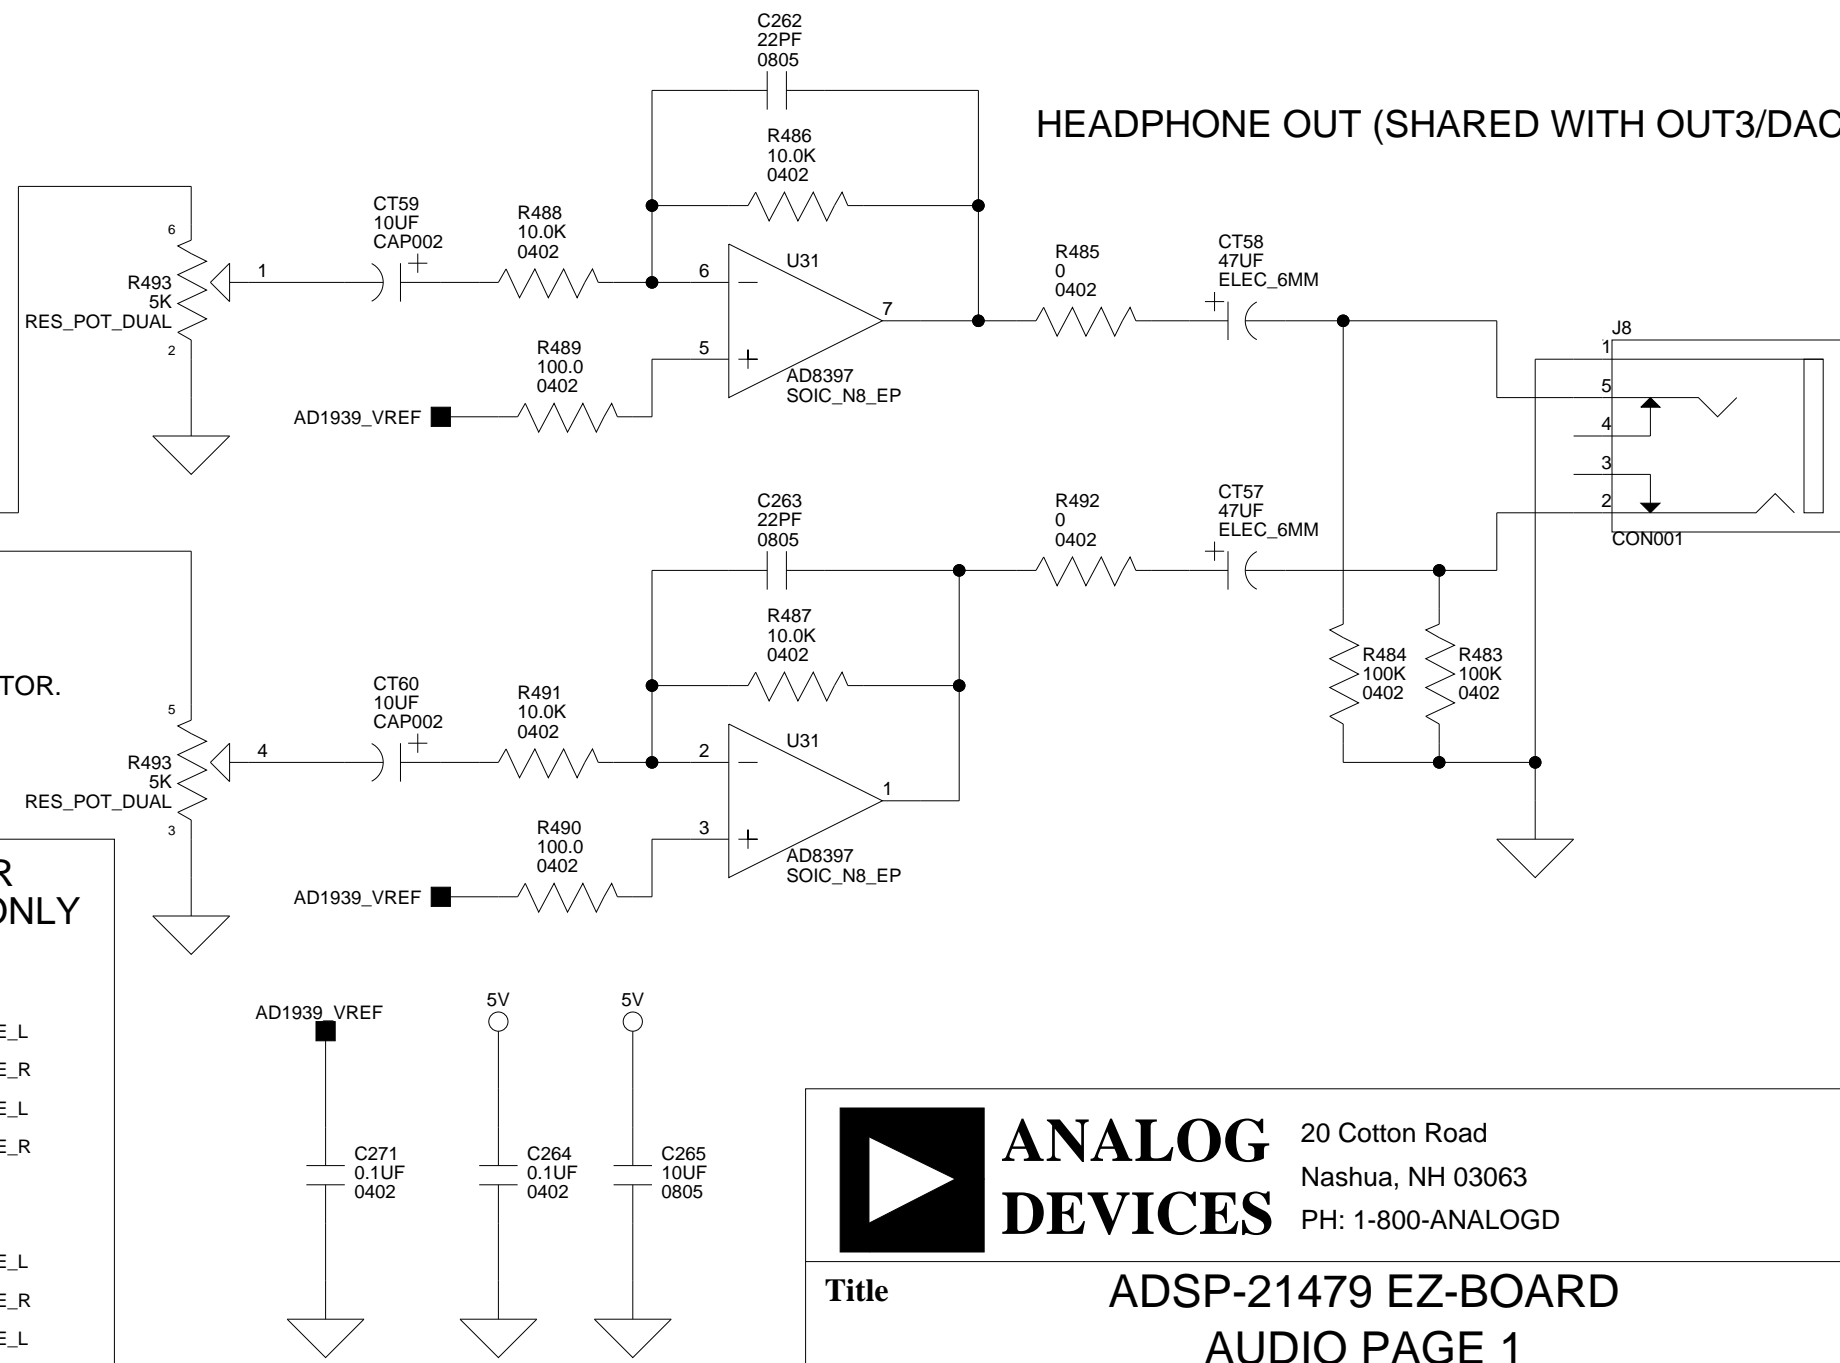 C262
22PF
0805
HEADPHONE OUT (SHARED WITH OUT3/DAC
R486
10.0K
0402
CT59
10UF
CAP002
+
R488
10.0K
0402
6
R493
5K
RES_POT_DUAL
2
1
6
U31
7
5
AD8397
SOIC_N8_EP
R489
100.0
0402
AD1939_VREF
R485
0
0402
CT58
47UF
ELEC_6MM
+
J8
1
5
4
3
2
CON001
C263
22PF
0805
R492
0
0402
CT57
47UF
ELEC_6MM
+
R487
10.0K
0402
R484
100K
0402
R483
100K
0402
TOR.
CT60
10UF
CAP002
+
R491
10.0K
0402
5
R493
5K
RES_POT_DUAL
3
4
2
U31
1
3
AD8397
SOIC_N8_EP
R490
100.0
0402
AD1939_VREF
R
ONLY
E_L
E_R
E_L
E_R
E_L
E_R
E_L
AD1939_VREF
5V
5V
C271
0.1UF
0402
C264
0.1UF
0402
C265
10UF
0805
ANALOG
DEVICES
20 Cotton Road
Nashua, NH 03063
PH: 1-800-ANALOGD
Title
ADSP-21479 EZ-BOARD
AUDIO PAGE 1